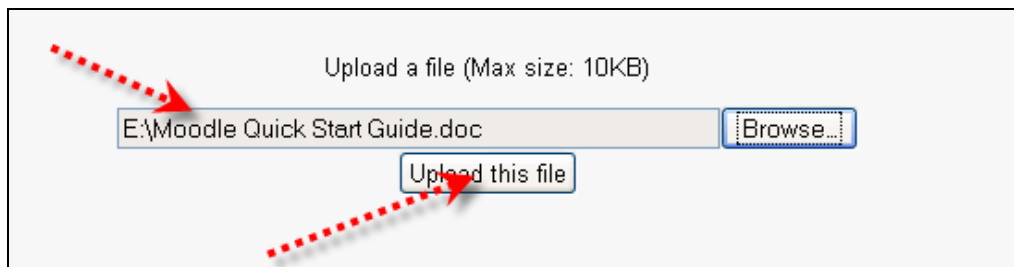 Upload a file (Max size: 10KB)
E:\Moodle Quick Start Guide.doc Browse...
Upload this file